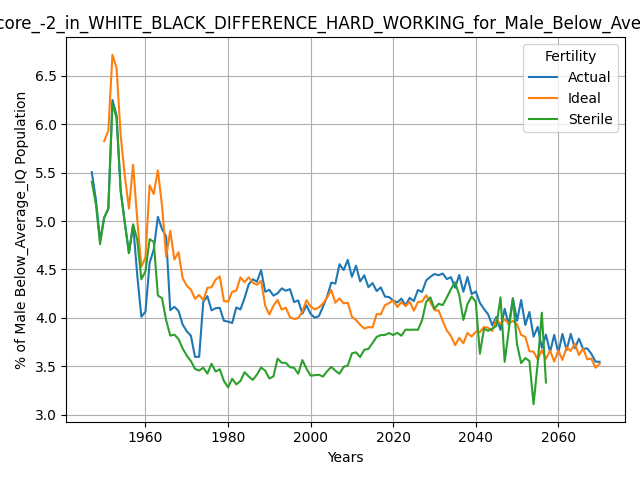 core_-2_in_WHITE_BLACK_DIFFERENCE_HARD_WORKING_for_Male_Below_Ave
Fertility
Actual
Ideal
Sterile
% of Male Below_Average_IQ Population
6.5
6.0
5.5
5.0
4.5
4.0
3.5
3.0
1960
1980
2000
2020
2040
2060
Years